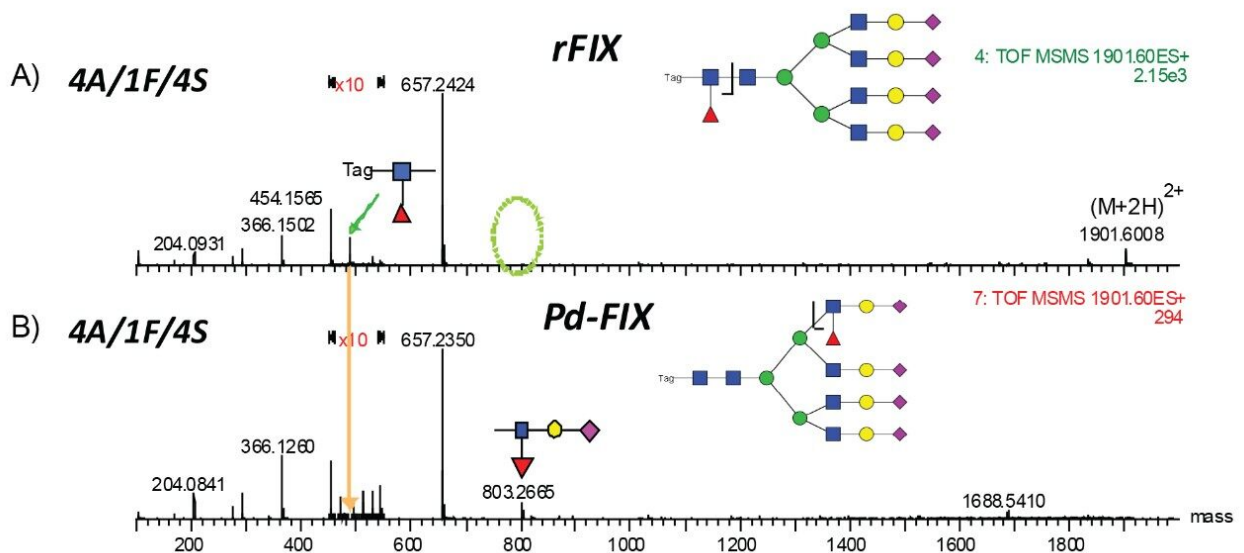 A) 4A/1F/4S
rFIX
4: TOF MSMS 1901.60ES+
2.15e3
x10
657.2424
Tag
Tag
454.1565
366.1502
204.0931
(M+2H)2+
1901.6008
B) 4A/1F/4S
Pd-FIX
7: TOF MSMS 1901.60ES+
294
x10
657.2350
Tag
366.1260
204.0841
803.2665
1688.5410
mass
200 400 600 800 1000 1200 1400 1600 1800